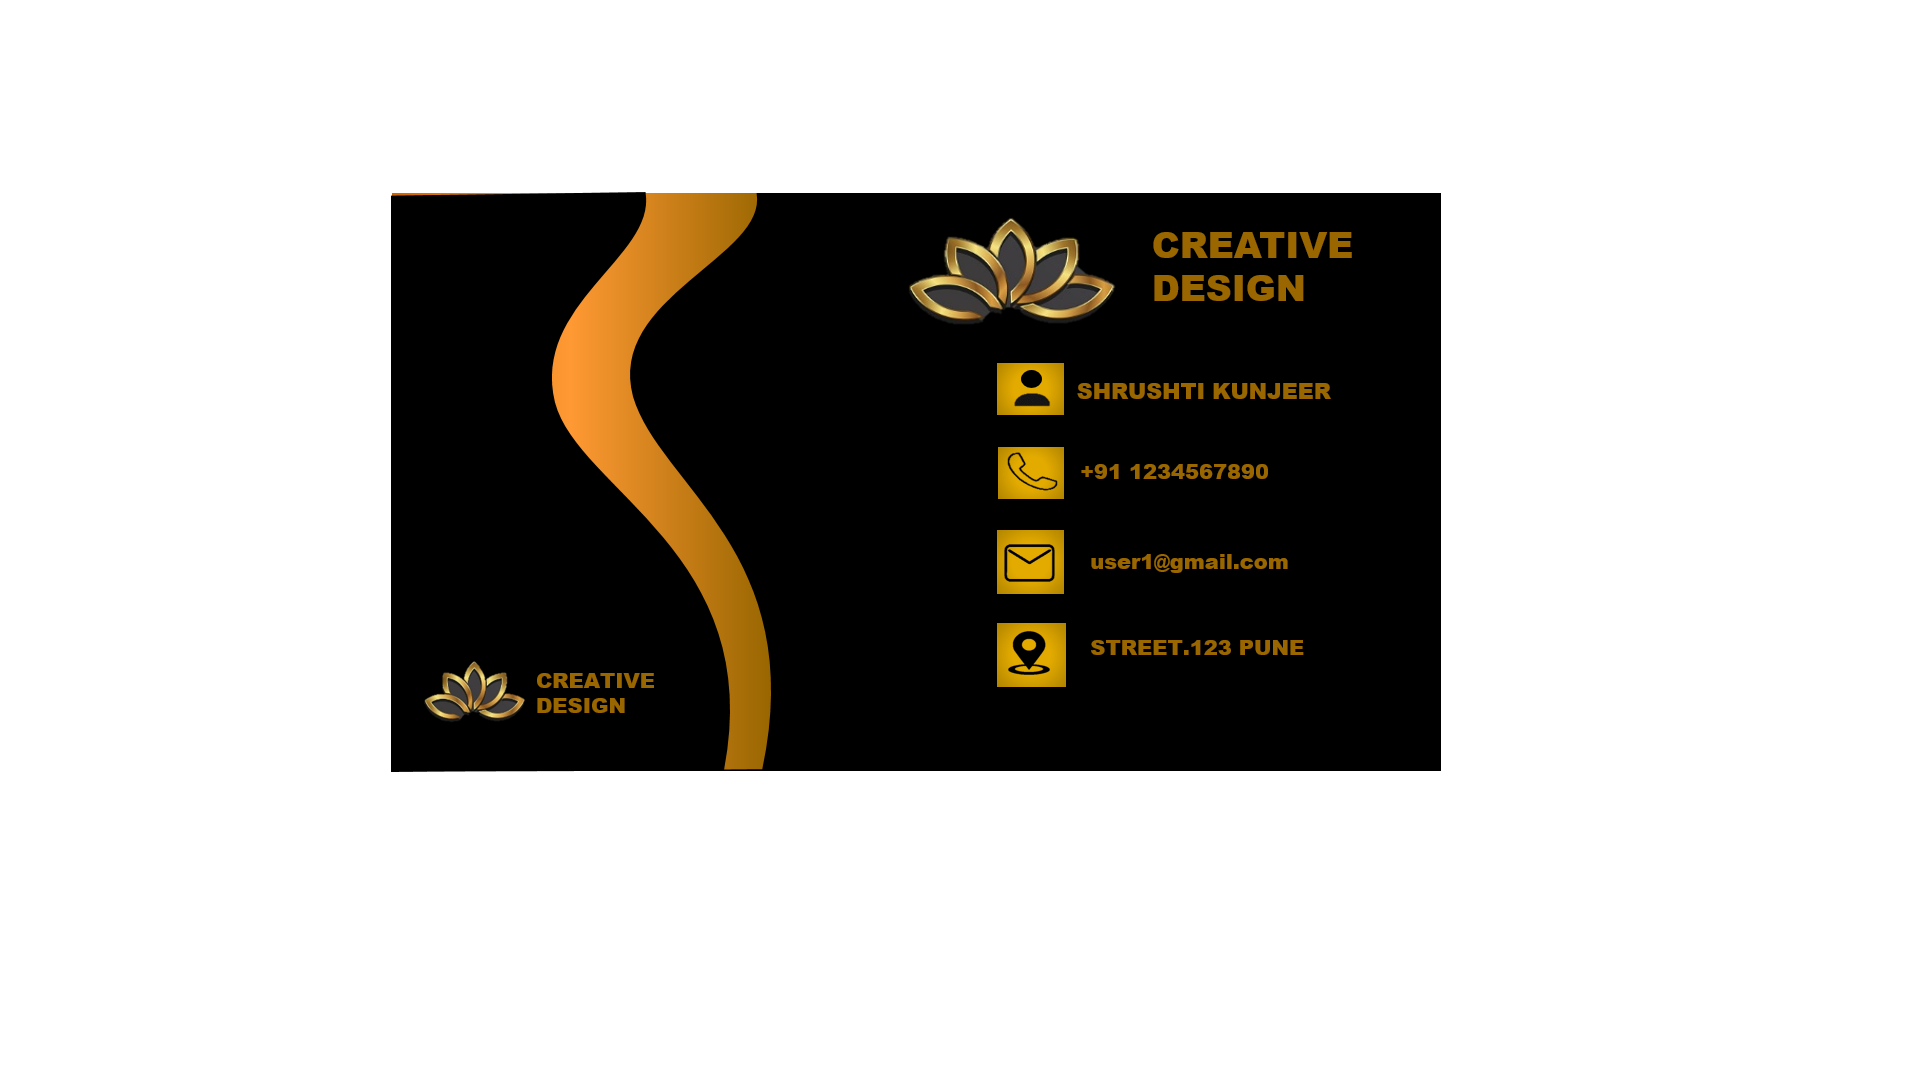 CREATIVE
DESIGN
SHRUSHTI KUNJEER
+91 1234567890
user1@gmail.com
STREET.123 PUNE
CREATIVE
DESIGN